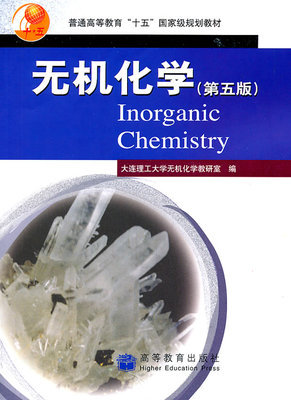 普通高等教育“十五”国家级规划教材
十·五
无机化学(第五版)
Inorganic
Chemistry
大连理工大学无机化学教研室 编
高等教育出版社
Higher Education Press